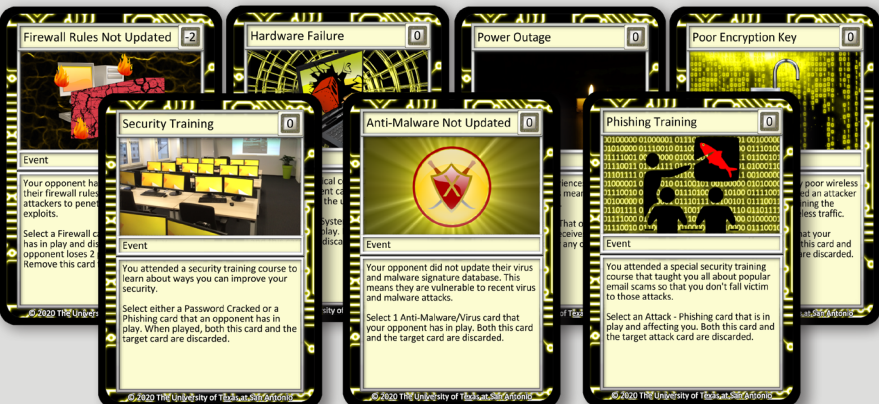 Firewall Rules Not Updated -2
Hardware Failure 0
Power Outage 0
Poor Encryption Key 0
Event
Your opponent ha
their firewall rules
attackers to penet
exploits.
Select a Firewall c
has in play and dis
opponent loses 2
Remove this card
© 2020 The Univers
Security Training 0
Event
You attended a security training course to
learn about ways you can improve your
security.
Select either a Password Cracked or a
Phishing card that an opponent has in
play. When played, both this card and the
target card are discarded.
© 2020 The University of Texas at San Antonio
Anti-Malware Not Updated 0
Event
Your opponent did not update their virus
and malware signature database. This
means they are vulnerable to recent virus
and malware attacks.
Select 1 Anti-Malware/Virus card that
your opponent has in play. Both this card
and the target card are discarded.
© 2020 The University of Texas at San Antonio
Phishing Training 0
Event
You attended a special security training
course that taught you all about popular
email scams so that you don't fall victim
to those attacks.
Select an Attack - Phishing card that is in
play and affecting you. Both this card and
the target attack card are discarded.
© 2020 The University of Texas at San Antonio
poor wireless
ed an attacker
ning the
less traffic.
at your
this card and
are discarded.
at San Antonio